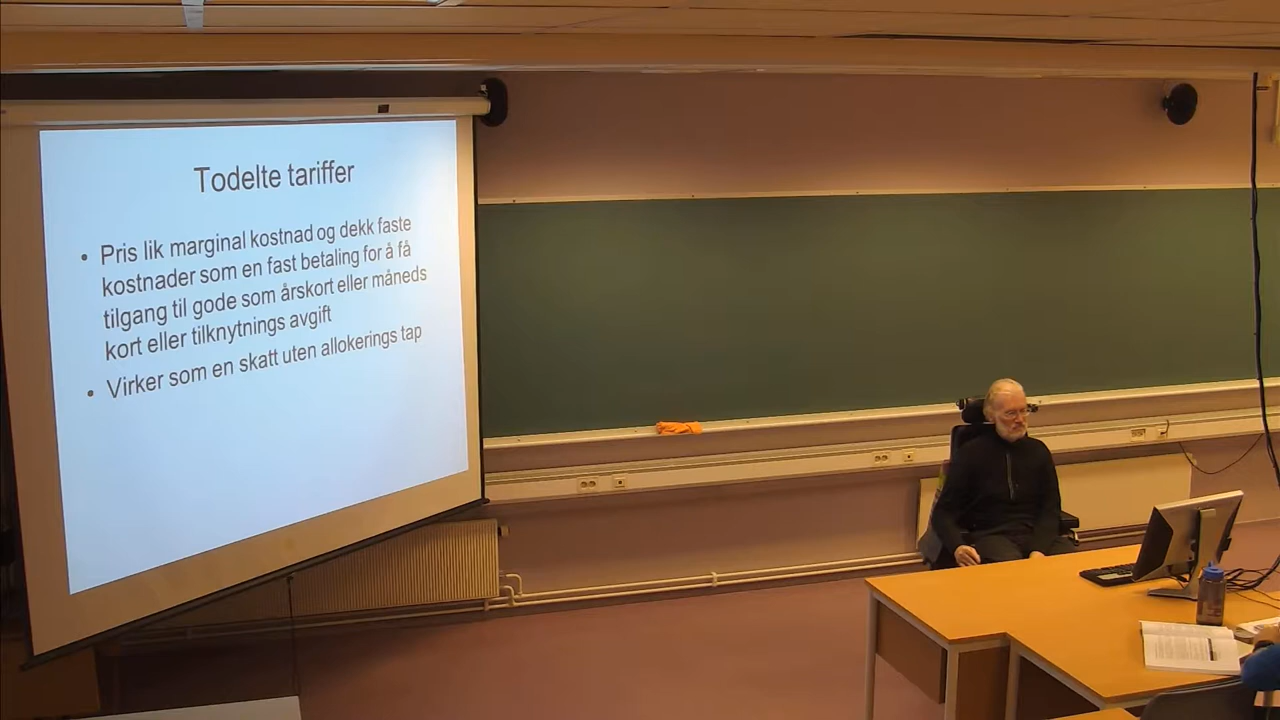 Todelte tariffer
• Pris lik marginal kostnad og dekk faste
kostnader som en fast betaling for å få
tilgang til gode som årskort eller måneds
kort eller tilknytnings avgift
• Virker som en skatt uten allokerings tap